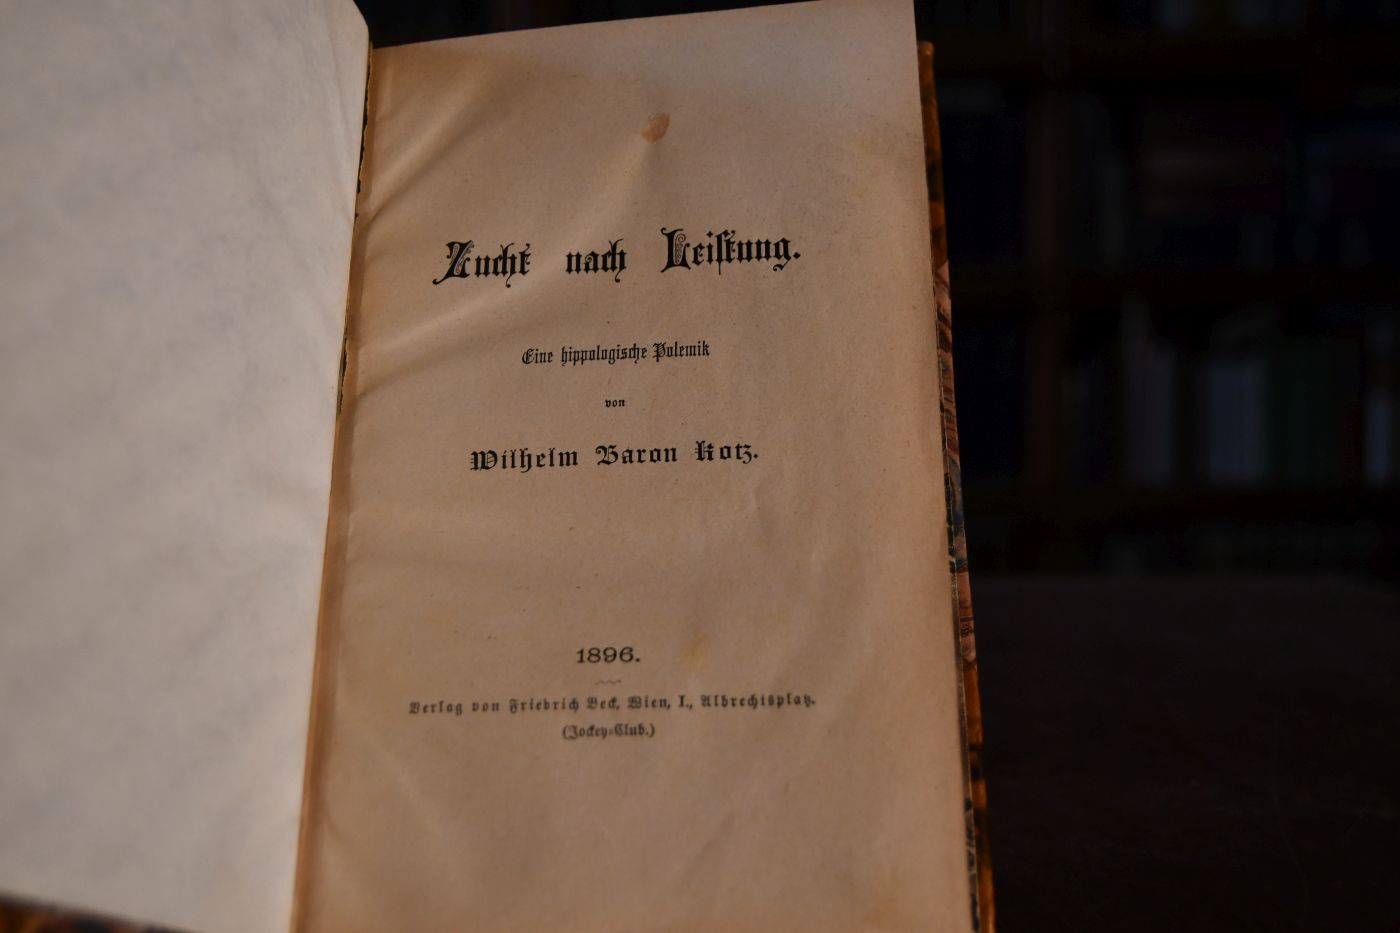 Zucht nach Leiſtung.
Eine hippologische Polemik
von
Wilhelm Baron Kotz.
1896.
Verlag von Friedrich Beck, Wien, I., Albrechtsplatz.
(Jockey-Club.)